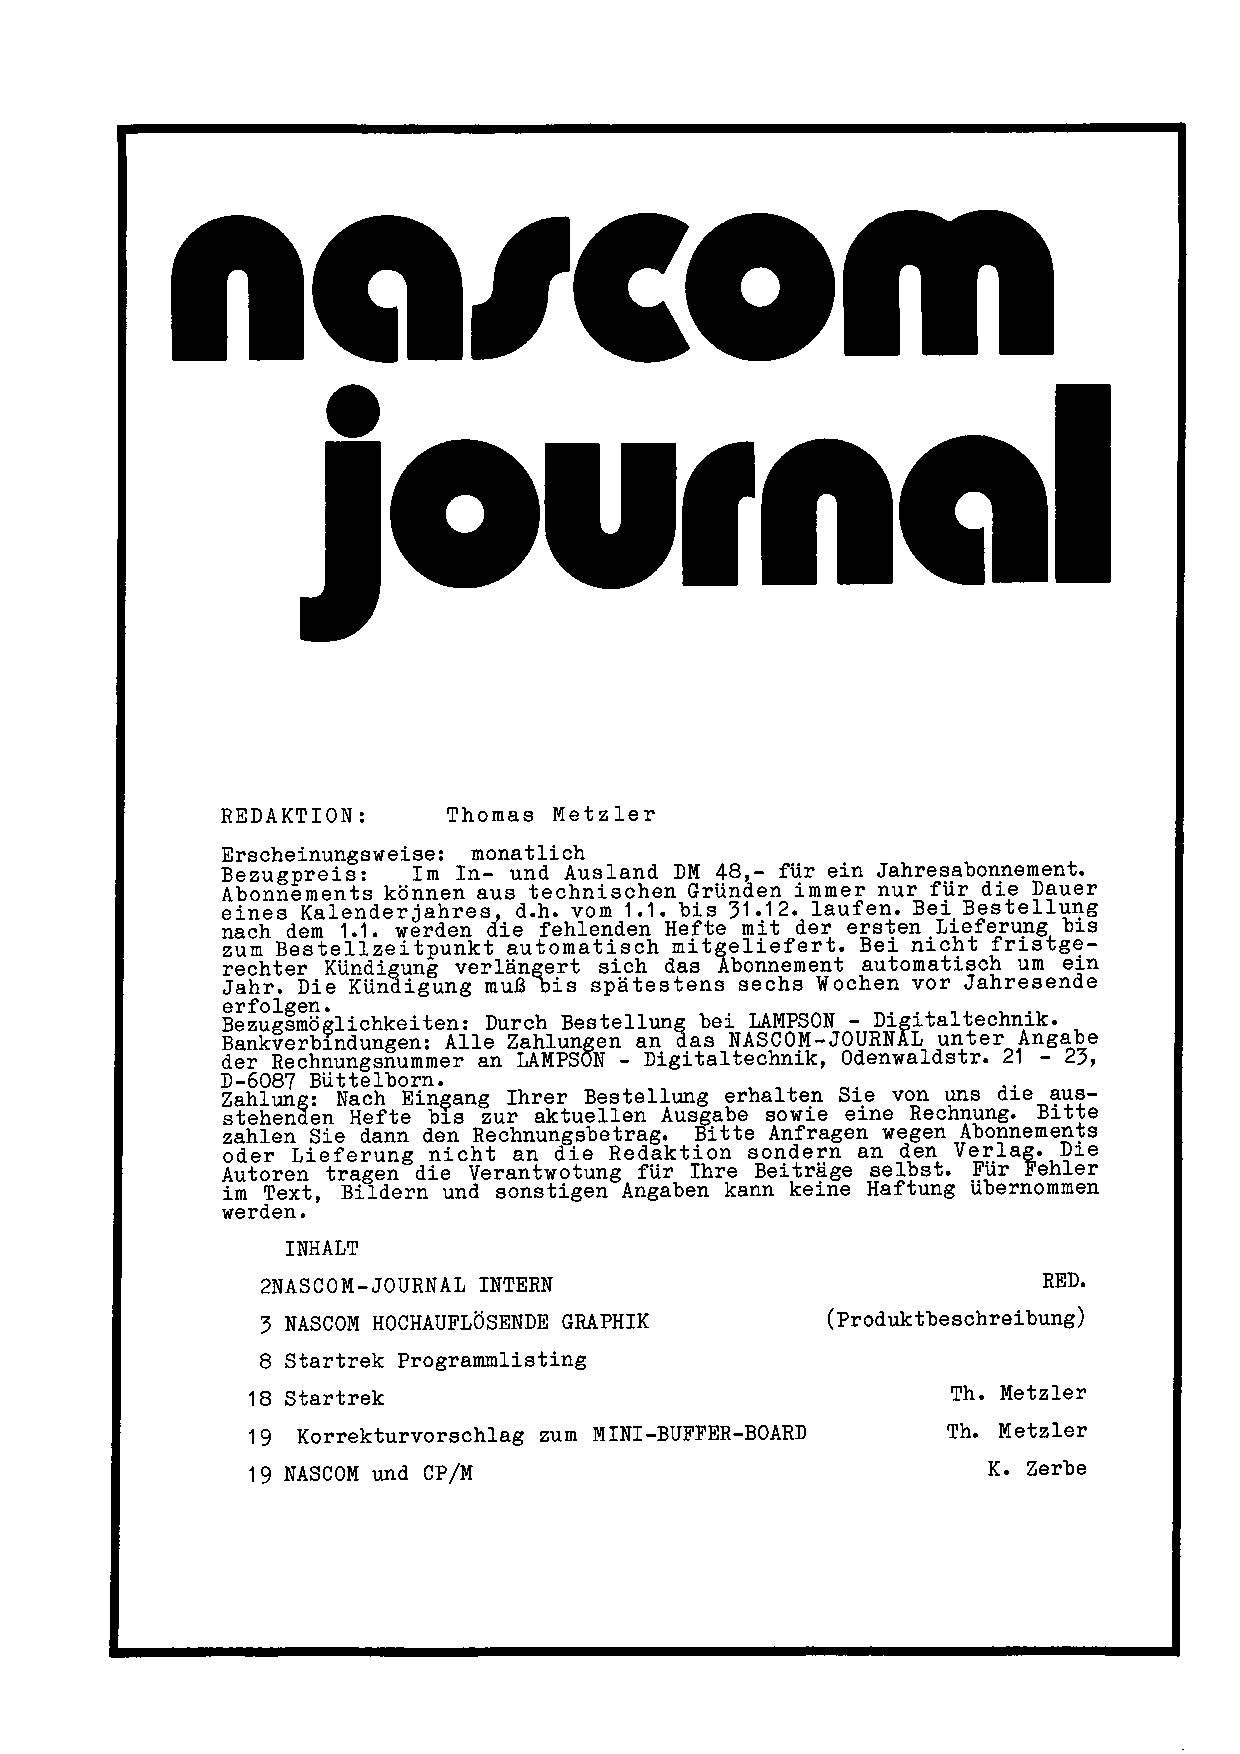 nascom
journal
REDAKTION: Thomas Metzler
Erscheinungsweise: monatlich
Bezugpreis: Im In- und Ausland DM 48,- für ein Jahresabonnement.
Abonnements können aus technischen Gründen immer nur für die Dauer
eines Kalenderjahres, d.h. vom 1.1. bis 31.12. laufen. Bei Bestellung
nach dem 1.1. werden die fehlenden Hefte mit der ersten Lieferung bis
zum Bestellzeitpunkt automatisch mitgeliefert. Bei nicht fristge-
rechter Kündigung verlängert sich das Abonnement automatisch um ein
Jahr. Die Kündigung muß bis spätestens sechs Wochen vor Jahresende
erfolgen.
Bezugsmöglichkeiten: Durch Bestellung bei LAMPSON - Digitaltechnik.
Bankverbindungen: Alle Zahlungen an das NASCOM-JOURNAL unter Angabe
der Rechnungsnummer an LAMPSON - Digitaltechnik, Odenwaldstr. 21 - 23,
D-6087 Büttelborn.
Zahlung: Nach Eingang Ihrer Bestellung erhalten Sie von uns die aus-
stehenden Hefte bis zur aktuellen Ausgabe sowie eine Rechnung. Bitte
zahlen Sie dann den Rechnungsbetrag. Bitte Anfragen wegen Abonnements
oder Lieferung nicht an die Redaktion sondern an den Verlag. Die
Autoren tragen die Verantwotung für Ihre Beiträge selbst. Für Fehler
im Text, Bildern und sonstigen Angaben kann keine Haftung übernommen
werden.
INHALT
2NASCOM-JOURNAL INTERN RED.
3 NASCOM HOCHAUFLÖSENDE GRAPHIK (Produktbeschreibung)
8 Startrek Programmlisting
18 Startrek Th. Metzler
19 Korrekturvorschlag zum MINI-BUFFER-BOARD Th. Metzler
19 NASCOM und CP/M K. Zerbe